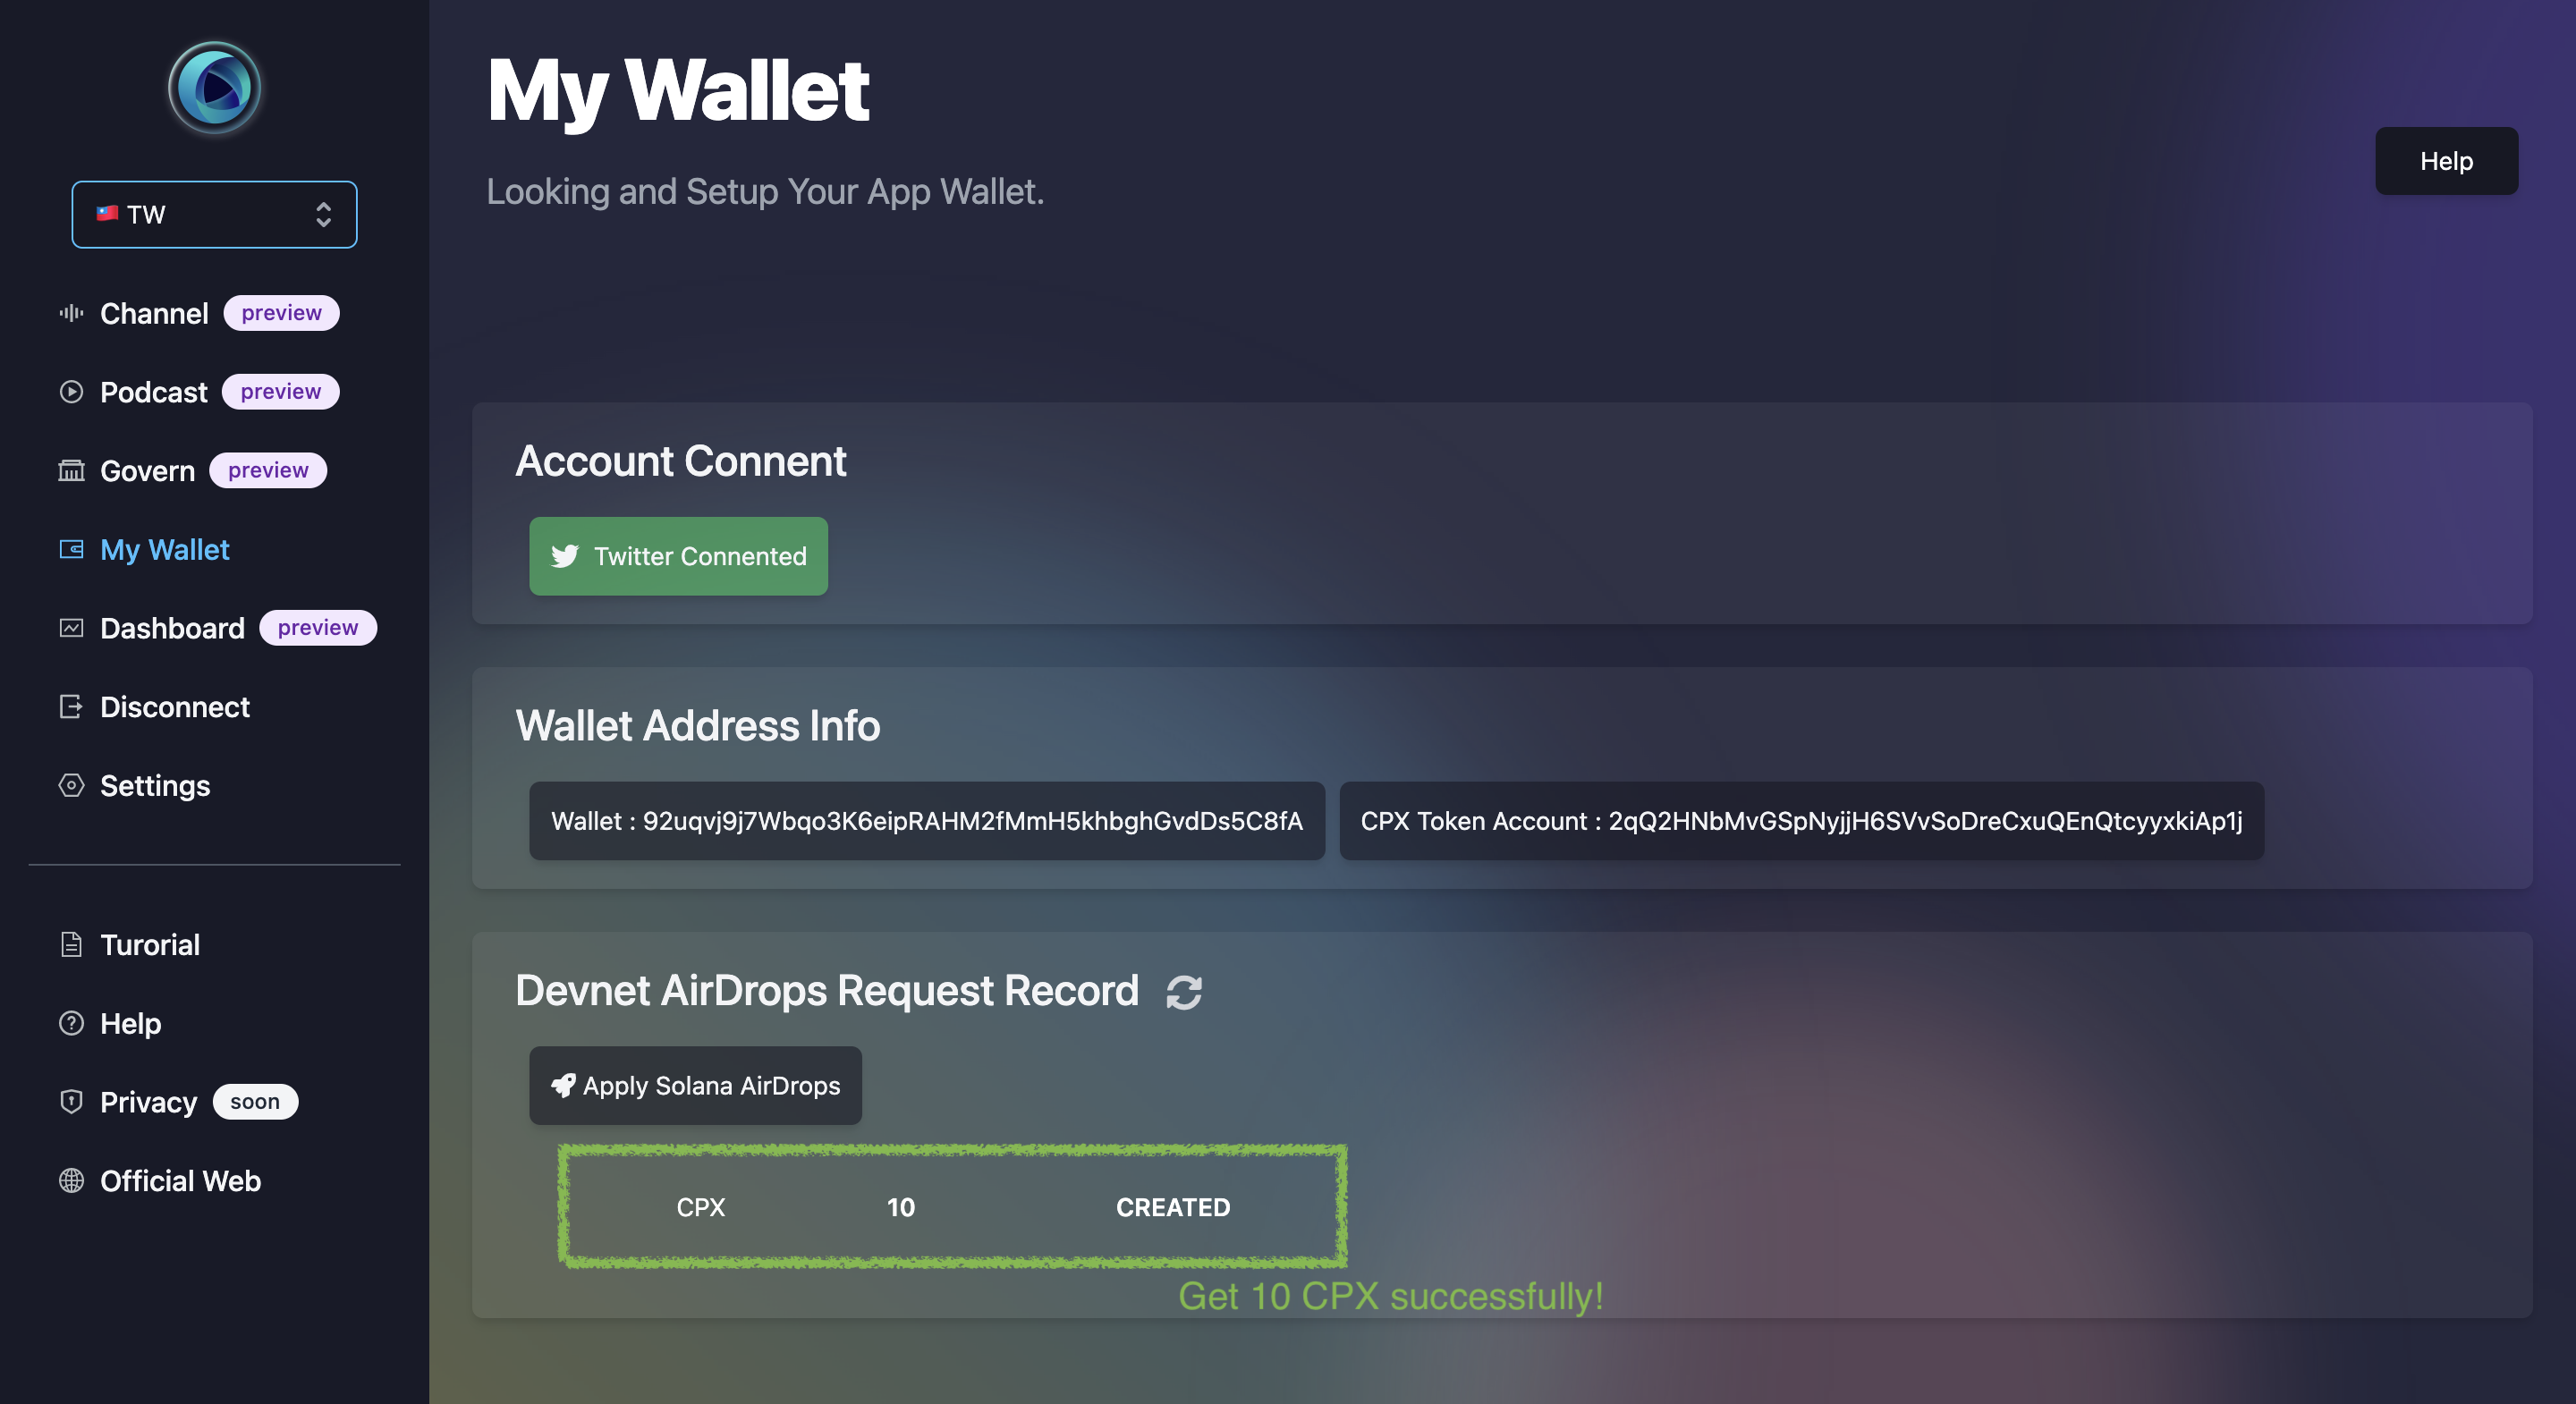 My Wallet
Looking and Setup Your App Wallet.
Help
TW
Channel preview
Podcast preview
Govern preview
My Wallet
Dashboard preview
Disconnect
Settings
Turorial
Help
Privacy soon
Official Web
Account Connent
Twitter Connented
Wallet Address Info
Wallet : 92uqvj9j7Wbqo3K6eipRAHM2fMmH5khbghGvdDs5C8fA
CPX Token Account : 2qQ2HNbMvGSpNyjjH6SVvSoDreCxuQEnQtcyyxkiAp1j
Devnet AirDrops Request Record
Apply Solana AirDrops
CPX 10 CREATED
Get 10 CPX successfully!